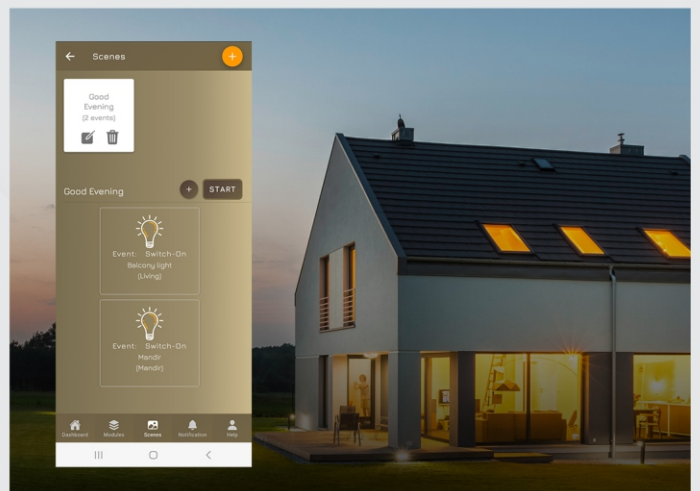 Scenes
Good
Evening
(2 events)
Good Evening
START
Event: Switch-On
Balcony light
(Living)
Event: Switch-On
Mandir
(Mandir)
Dashboard Modules Scenes Notification Help